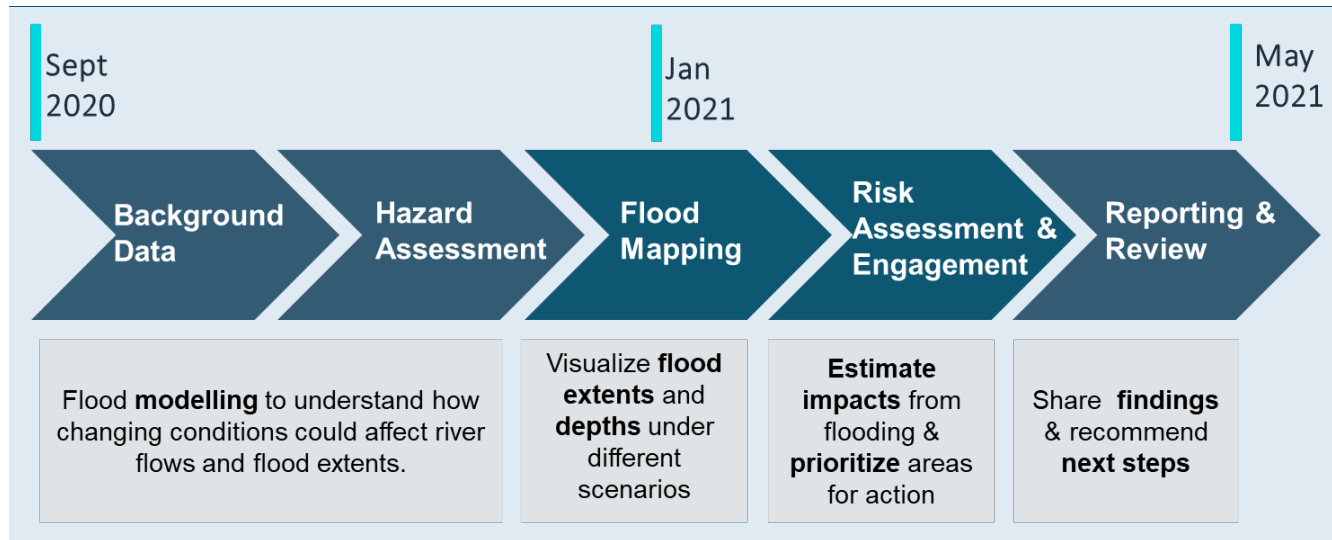 Sept
2020
Jan
2021
May
2021
Background
Data
Hazard
Assessment
Flood
Mapping
Risk
Assessment &
Engagement
Reporting &
Review
Flood modelling to understand how
changing conditions could affect river
flows and flood extents.
Visualize flood
extents and
depths under
different
scenarios
Estimate
impacts from
flooding &
prioritize areas
for action
Share findings
& recommend
next steps